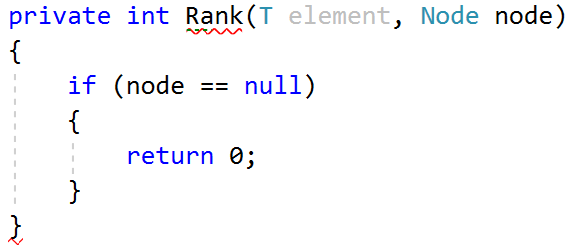 private int Rank(T element, Node node)
{
    if (node == null)
    {
        return 0;
    }
}